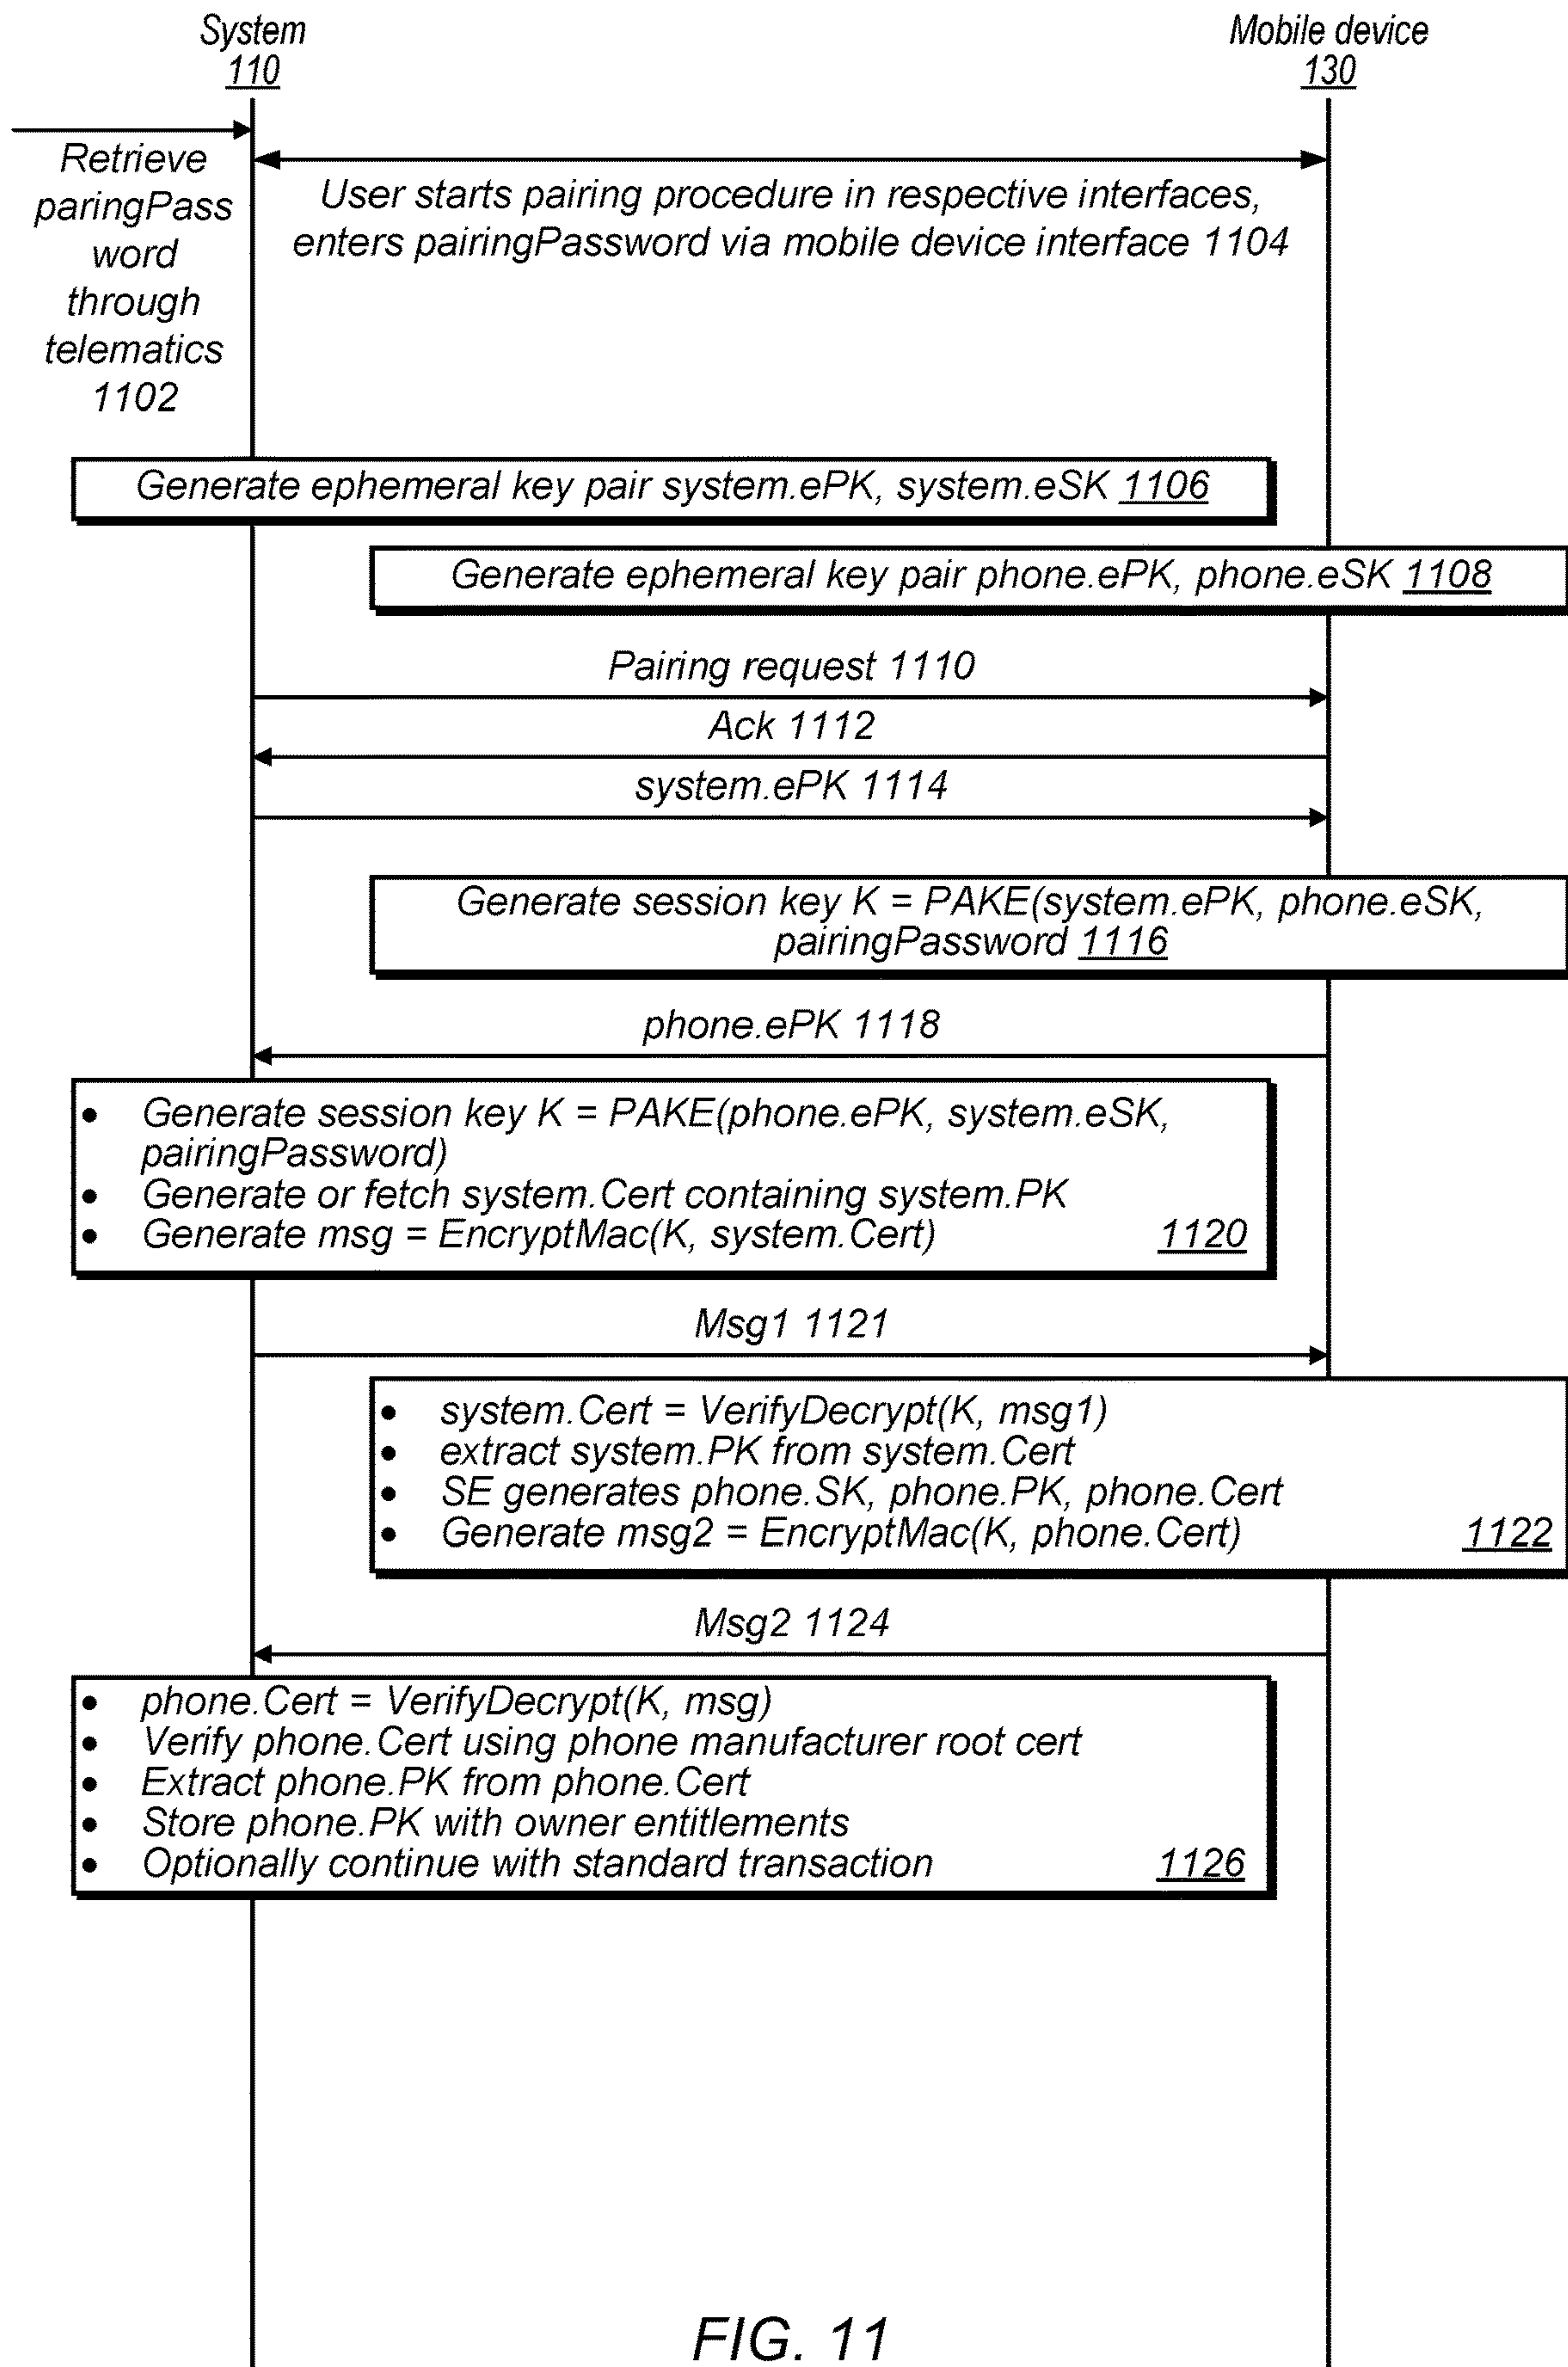 System
110
Mobile device
130
Retrieve
paringPass
word
through
telematics
1102
User starts pairing procedure in respective interfaces,
enters pairingPassword via mobile device interface 1104
Generate ephemeral key pair system.ePK, system.eSK 1106
Generate ephemeral key pair phone.ePK, phone.eSK 1108
Pairing request 1110
Ack 1112
system.ePK 1114
Generate session key K = PAKE(system.ePK, phone.eSK,
pairingPassword 1116
phone.ePK 1118
• Generate session key K = PAKE(phone.ePK, system.eSK,
pairingPassword)
• Generate or fetch system.Cert containing system.PK
• Generate msg = EncryptMac(K, system.Cert) 1120
Msg1 1121
• system.Cert = VerifyDecrypt(K, msg1)
• extract system.PK from system.Cert
• SE generates phone.SK, phone.PK, phone.Cert
• Generate msg2 = EncryptMac(K, phone.Cert) 1122
Msg2 1124
• phone.Cert = VerifyDecrypt(K, msg)
• Verify phone.Cert using phone manufacturer root cert
• Extract phone.PK from phone.Cert
• Store phone.PK with owner entitlements
• Optionally continue with standard transaction 1126
FIG. 11